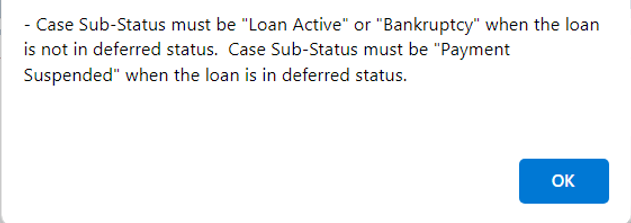 - Case Sub-Status must be "Loan Active" or "Bankruptcy" when the loan
is not in deferred status.  Case Sub-Status must be "Payment
Suspended" when the loan is in deferred status.
OK